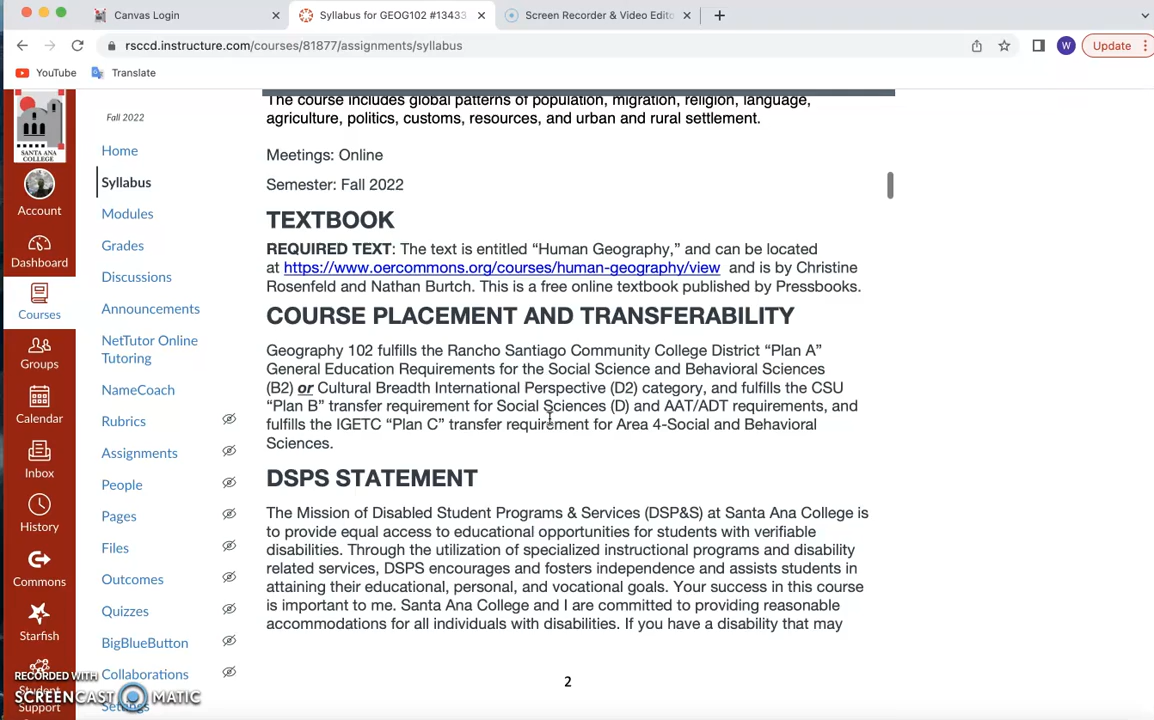 Canvas Login
Syllabus for GEOG102 #13433
Screen Recorder & Video Edito
rsccd.instructure.com/courses/81877/assignments/syllabus
W
Update
YouTube
Translate
SANTA ANA
COLLEGE
Account
Dashboard
Courses
Groups
Calendar
Inbox
History
Commons
Starfish
Student
Support
Fall 2022
Home
Syllabus
Modules
Grades
Discussions
Announcements
NetTutor Online
Tutoring
NameCoach
Rubrics
Assignments
People
Pages
Files
Outcomes
Quizzes
BigBlueButton
Collaborations
Settings
The course includes global patterns of population, migration, religion, language,
agriculture, politics, customs, resources, and urban and rural settlement.
Meetings: Online
Semester: Fall 2022
TEXTBOOK
REQUIRED TEXT: The text is entitled “Human Geography,” and can be located
at https://www.oercommons.org/courses/human-geography/view and is by Christine
Rosenfeld and Nathan Burtch. This is a free online textbook published by Pressbooks.
COURSE PLACEMENT AND TRANSFERABILITY
Geography 102 fulfills the Rancho Santiago Community College District “Plan A”
General Education Requirements for the Social Science and Behavioral Sciences
(B2) or Cultural Breadth International Perspective (D2) category, and fulfills the CSU
“Plan B” transfer requirement for Social Sciences (D) and AAT/ADT requirements, and
fulfills the IGETC “Plan C” transfer requirement for Area 4-Social and Behavioral
Sciences.
DSPS STATEMENT
The Mission of Disabled Student Programs & Services (DSP&S) at Santa Ana College is
to provide equal access to educational opportunities for students with verifiable
disabilities. Through the utilization of specialized instructional programs and disability
related services, DSPS encourages and fosters independence and assists students in
attaining their educational, personal, and vocational goals. Your success in this course
is important to me. Santa Ana College and I are committed to providing reasonable
accommodations for all individuals with disabilities. If you have a disability that may
2
RECORDED WITH
SCREENCAST MATIC